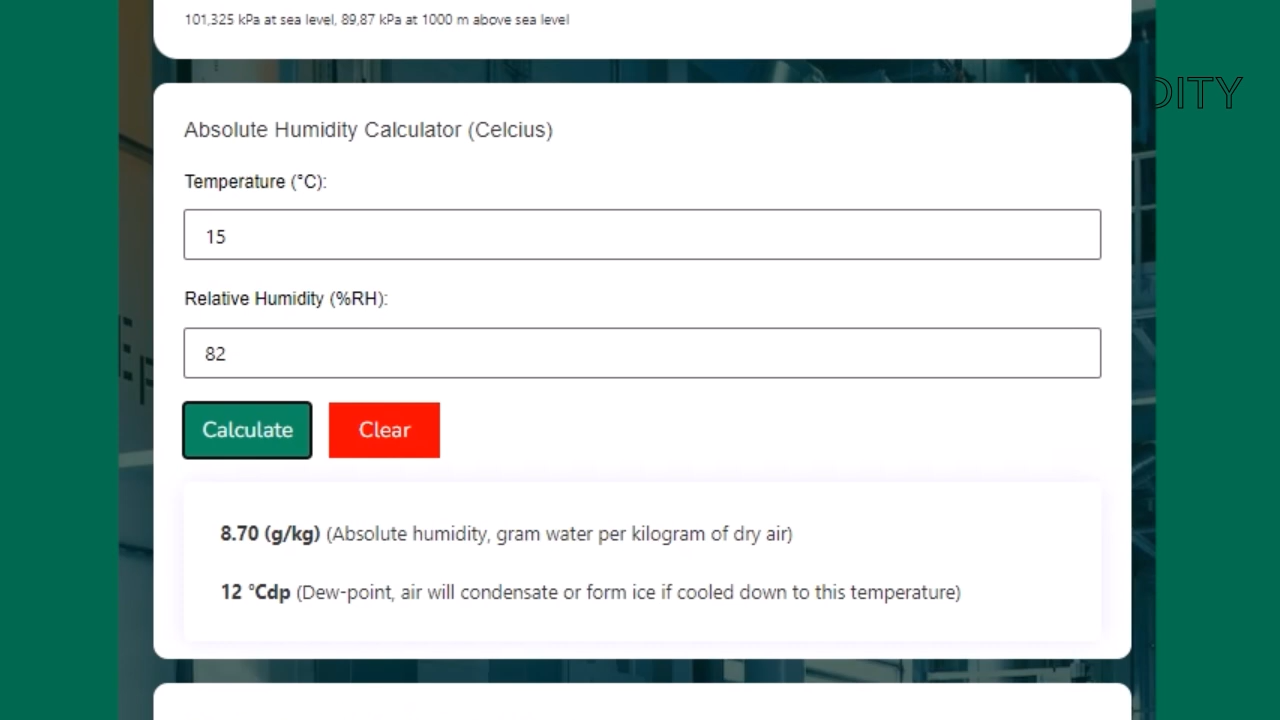 101,325 kPa at sea level, 89,87 kPa at 1000 m above sea level
DITY
Absolute Humidity Calculator (Celcius)
Temperature (°C):
15
Relative Humidity (%RH):
82
Calculate Clear
8.70 (g/kg) (Absolute humidity, gram water per kilogram of dry air)
12 °Cdp (Dew-point, air will condensate or form ice if cooled down to this temperature)